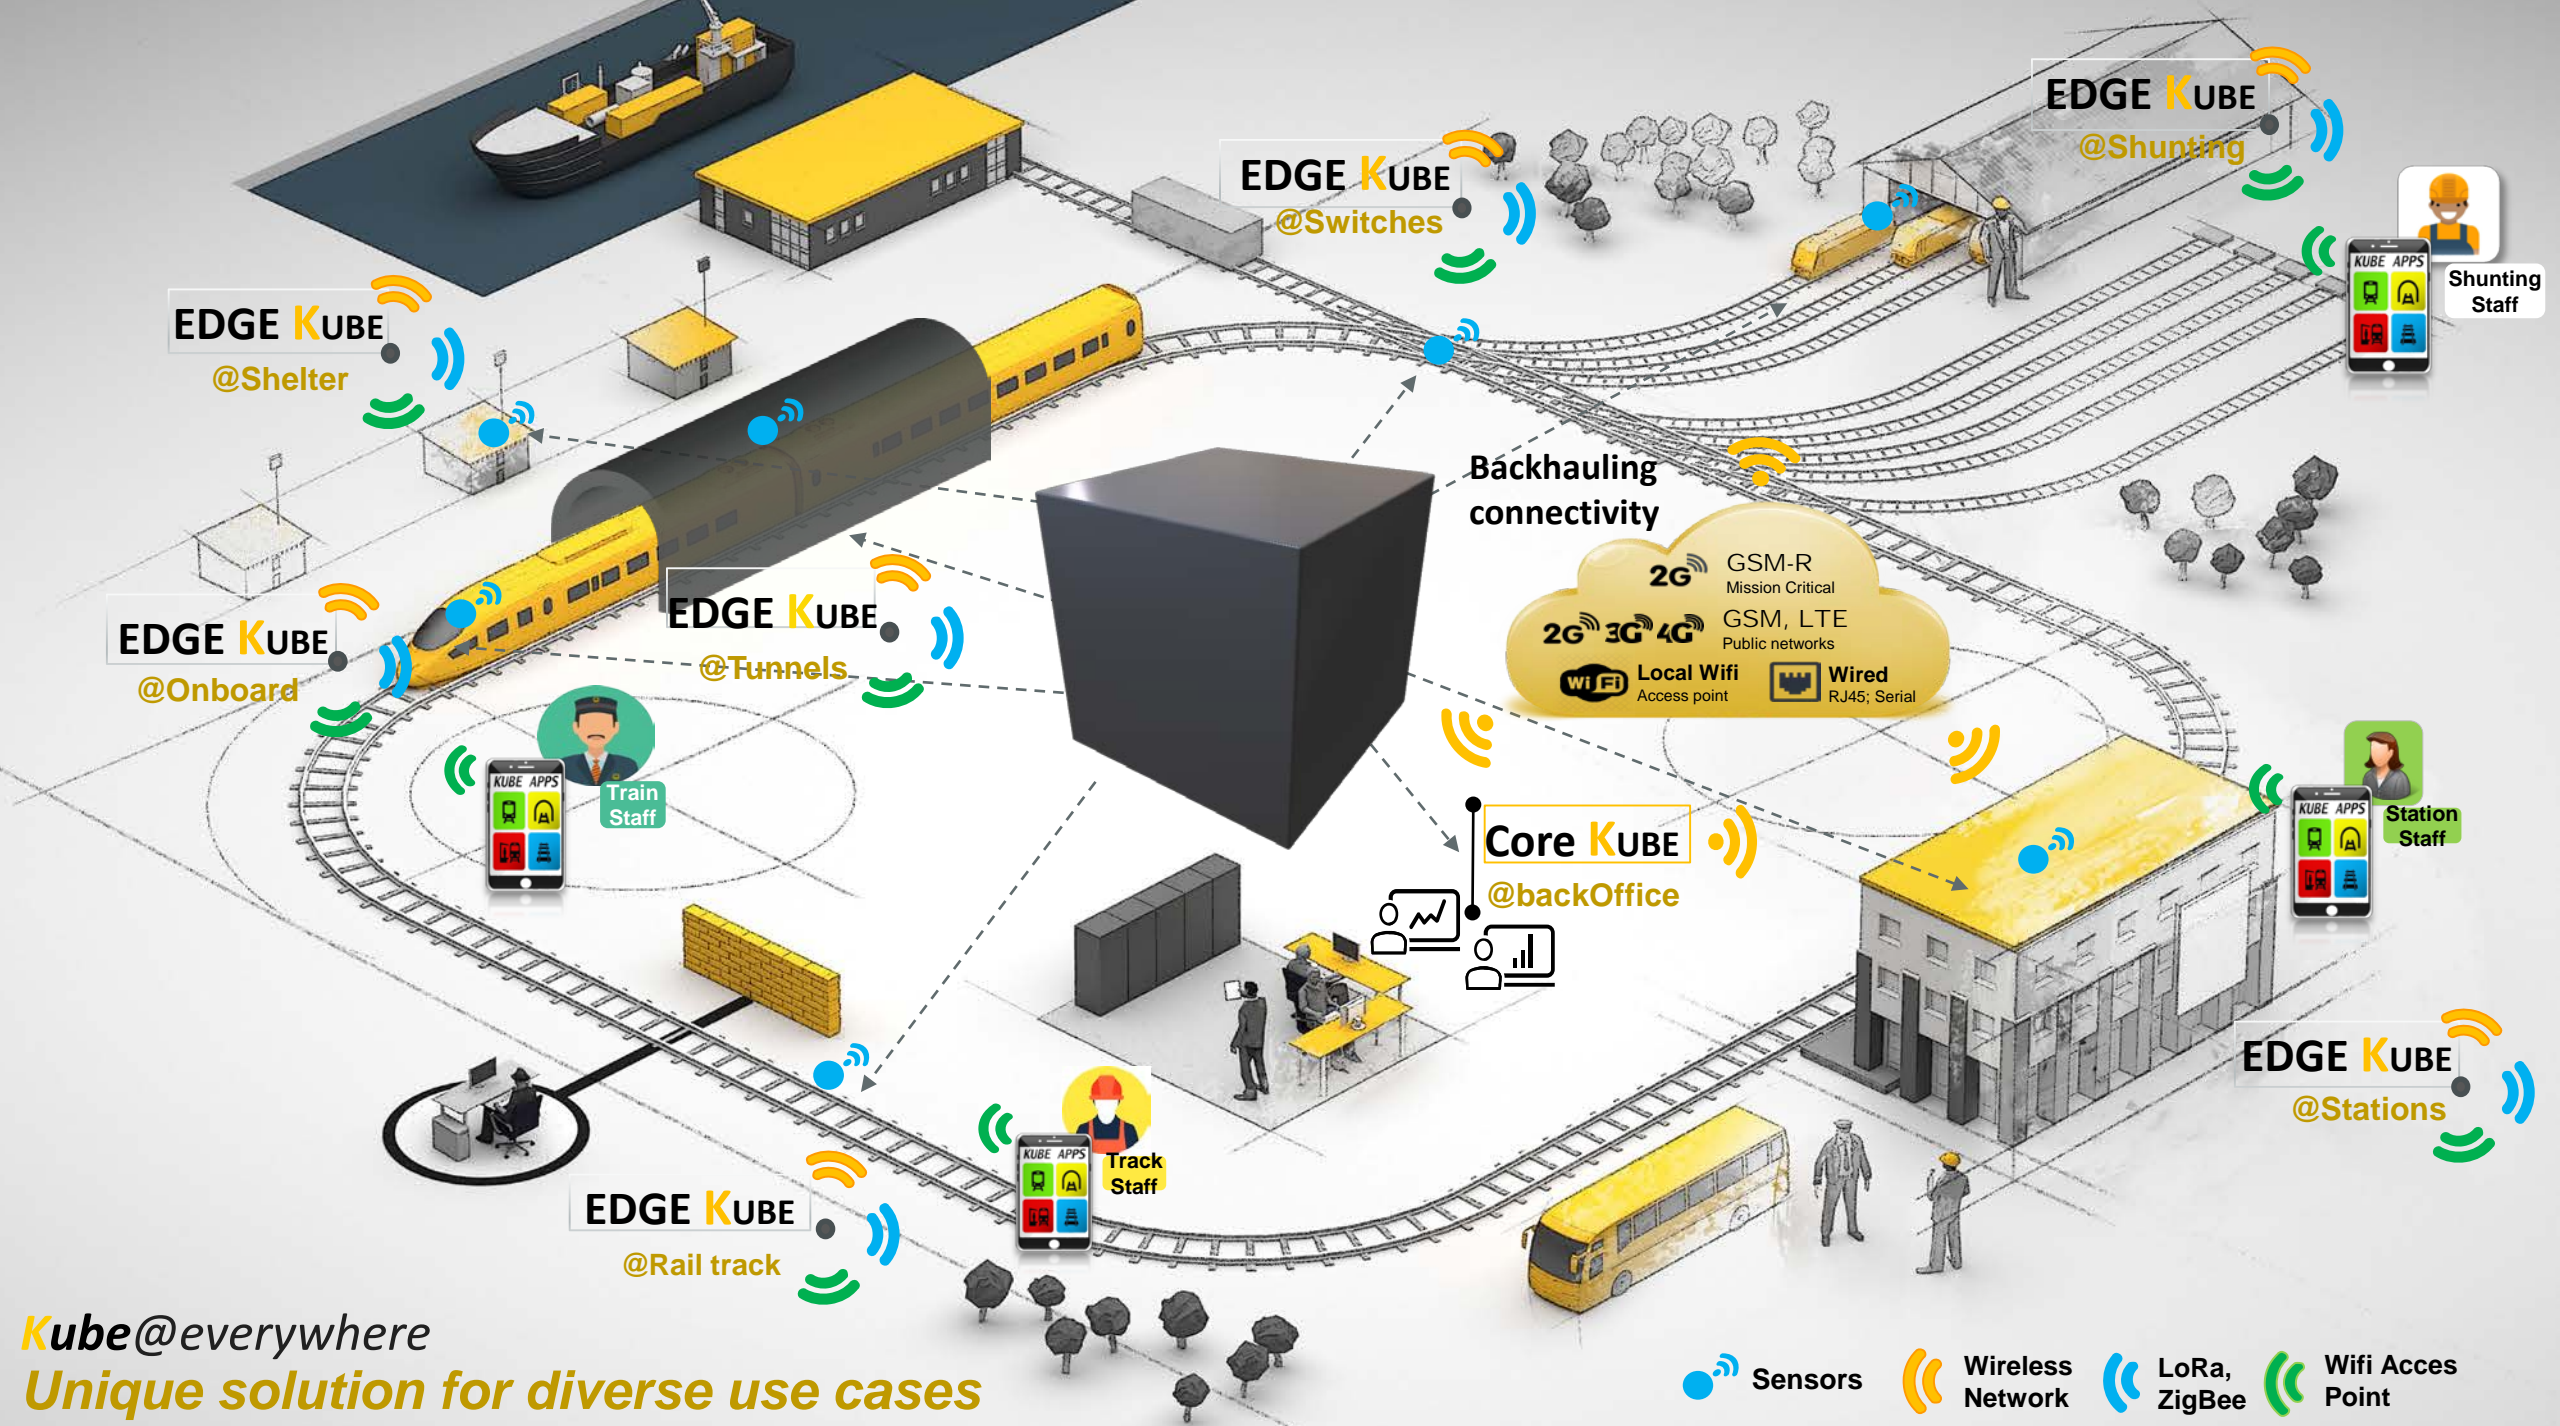 EDGE KUBE
@Shunting
EDGE KUBE
@Switches
KUBE APPS
Shunting
Staff
EDGE KUBE
@Shelter
Backhauling
connectivity
2G GSM-R
Mission Critical
2G 3G 4G GSM, LTE
Public networks
WiFi Local Wifi
Access point
Wired
RJ45; Serial
EDGE KUBE
@Tunnels
EDGE KUBE
@Onboard
KUBE APPS
Train
Staff
KUBE APPS
Station
Staff
Core KUBE
@backOffice
EDGE KUBE
@Stations
KUBE APPS
Track
Staff
EDGE KUBE
@Rail track
Kube@everywhere
Unique solution for diverse use cases
Sensors
Wireless
Network
LoRa,
ZigBee
Wifi Acces
Point